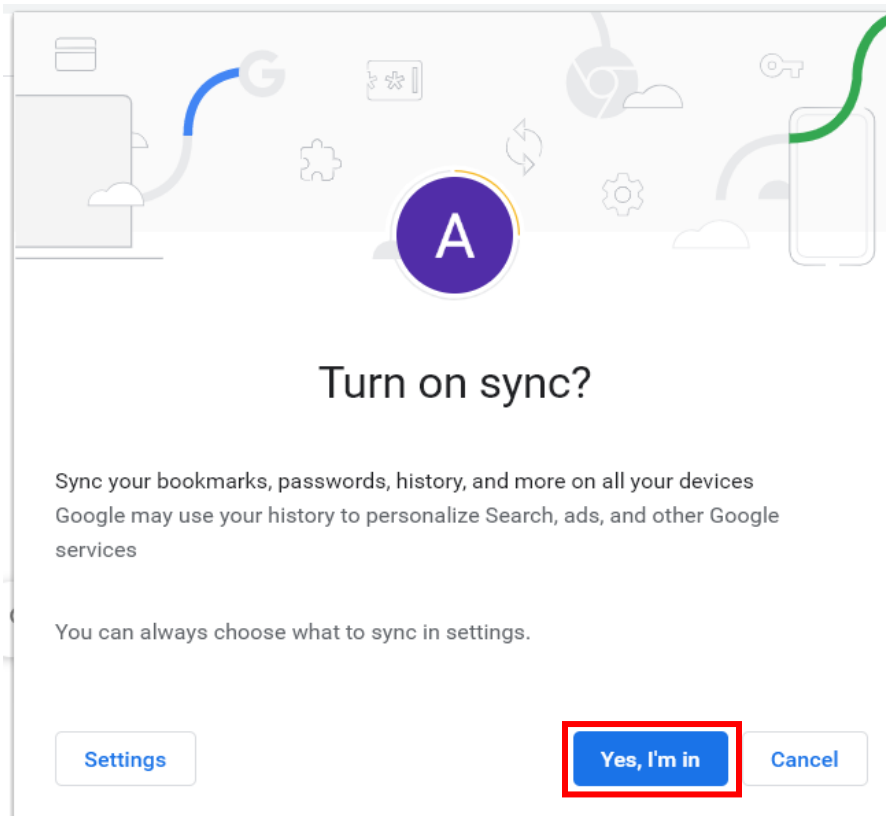 A
Turn on sync?
Sync your bookmarks, passwords, history, and more on all your devices
Google may use your history to personalize Search, ads, and other Google
services
You can always choose what to sync in settings.
Settings
Yes, I'm in
Cancel